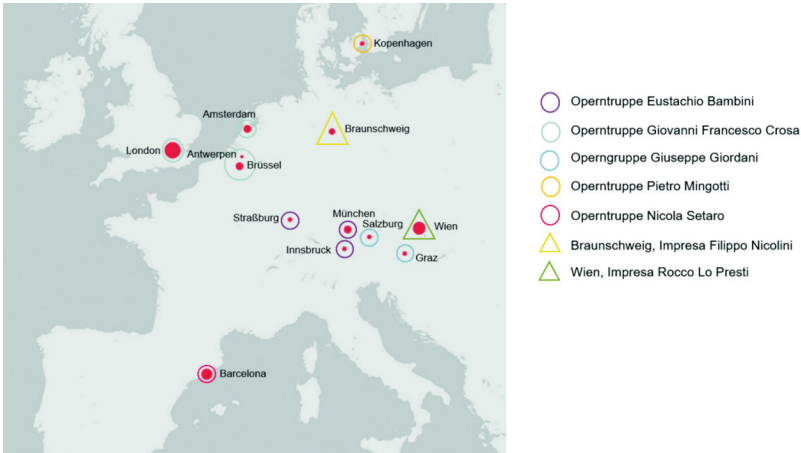 Kopenhagen
Amsterdam
Braunschweig
London
Antwerpen
Brüssel
Straßburg
München
Salzburg
Wien
Innsbruck
Graz
Barcelona
Operntruppe Eustachio Bambini
Operntruppe Giovanni Francesco Crosa
Operngruppe Giuseppe Giordani
Operntruppe Pietro Mingotti
Operntruppe Nicola Setaro
Braunschweig, Impresa Filippo Nicolini
Wien, Impresa Rocco Lo Presti